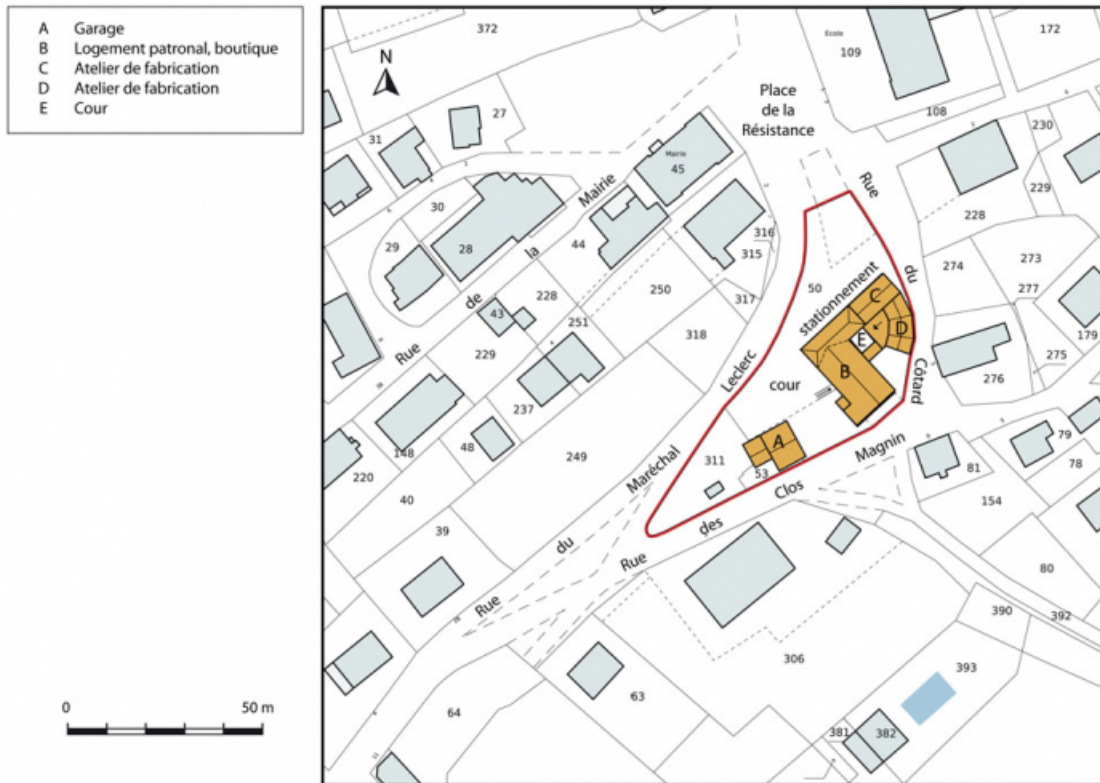 A Garage
B Logement patronal, boutique
C Atelier de fabrication
D Atelier de fabrication
E Cour
N
372
Ecole
109
172
Place
de la
Résistance
108
27
31
230
Mairie
45
Rue
229
30
Mairie
228
316
29
28
la
44
315
274
273
du
50
250
277
228
317
stationnement
C
de
43
251
D
179
318
E
275
Rue
229
Leclerc
B
276
Côtard
cour
237
148
48
A
Magnin
79
220
249
Maréchal
311
53
81
78
40
Clos
154
39
des
du
Rue
80
Rue
390
392
306
393
63
64
381
382
0 50 m